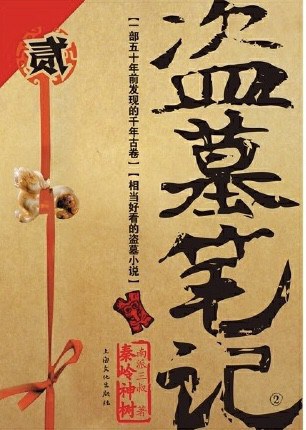 贰
盗墓笔记
②
【一部五十年前发现的千年古卷】【相当好看的盗墓小说】
南派三叔 著
秦岭神树
上海文化出版社